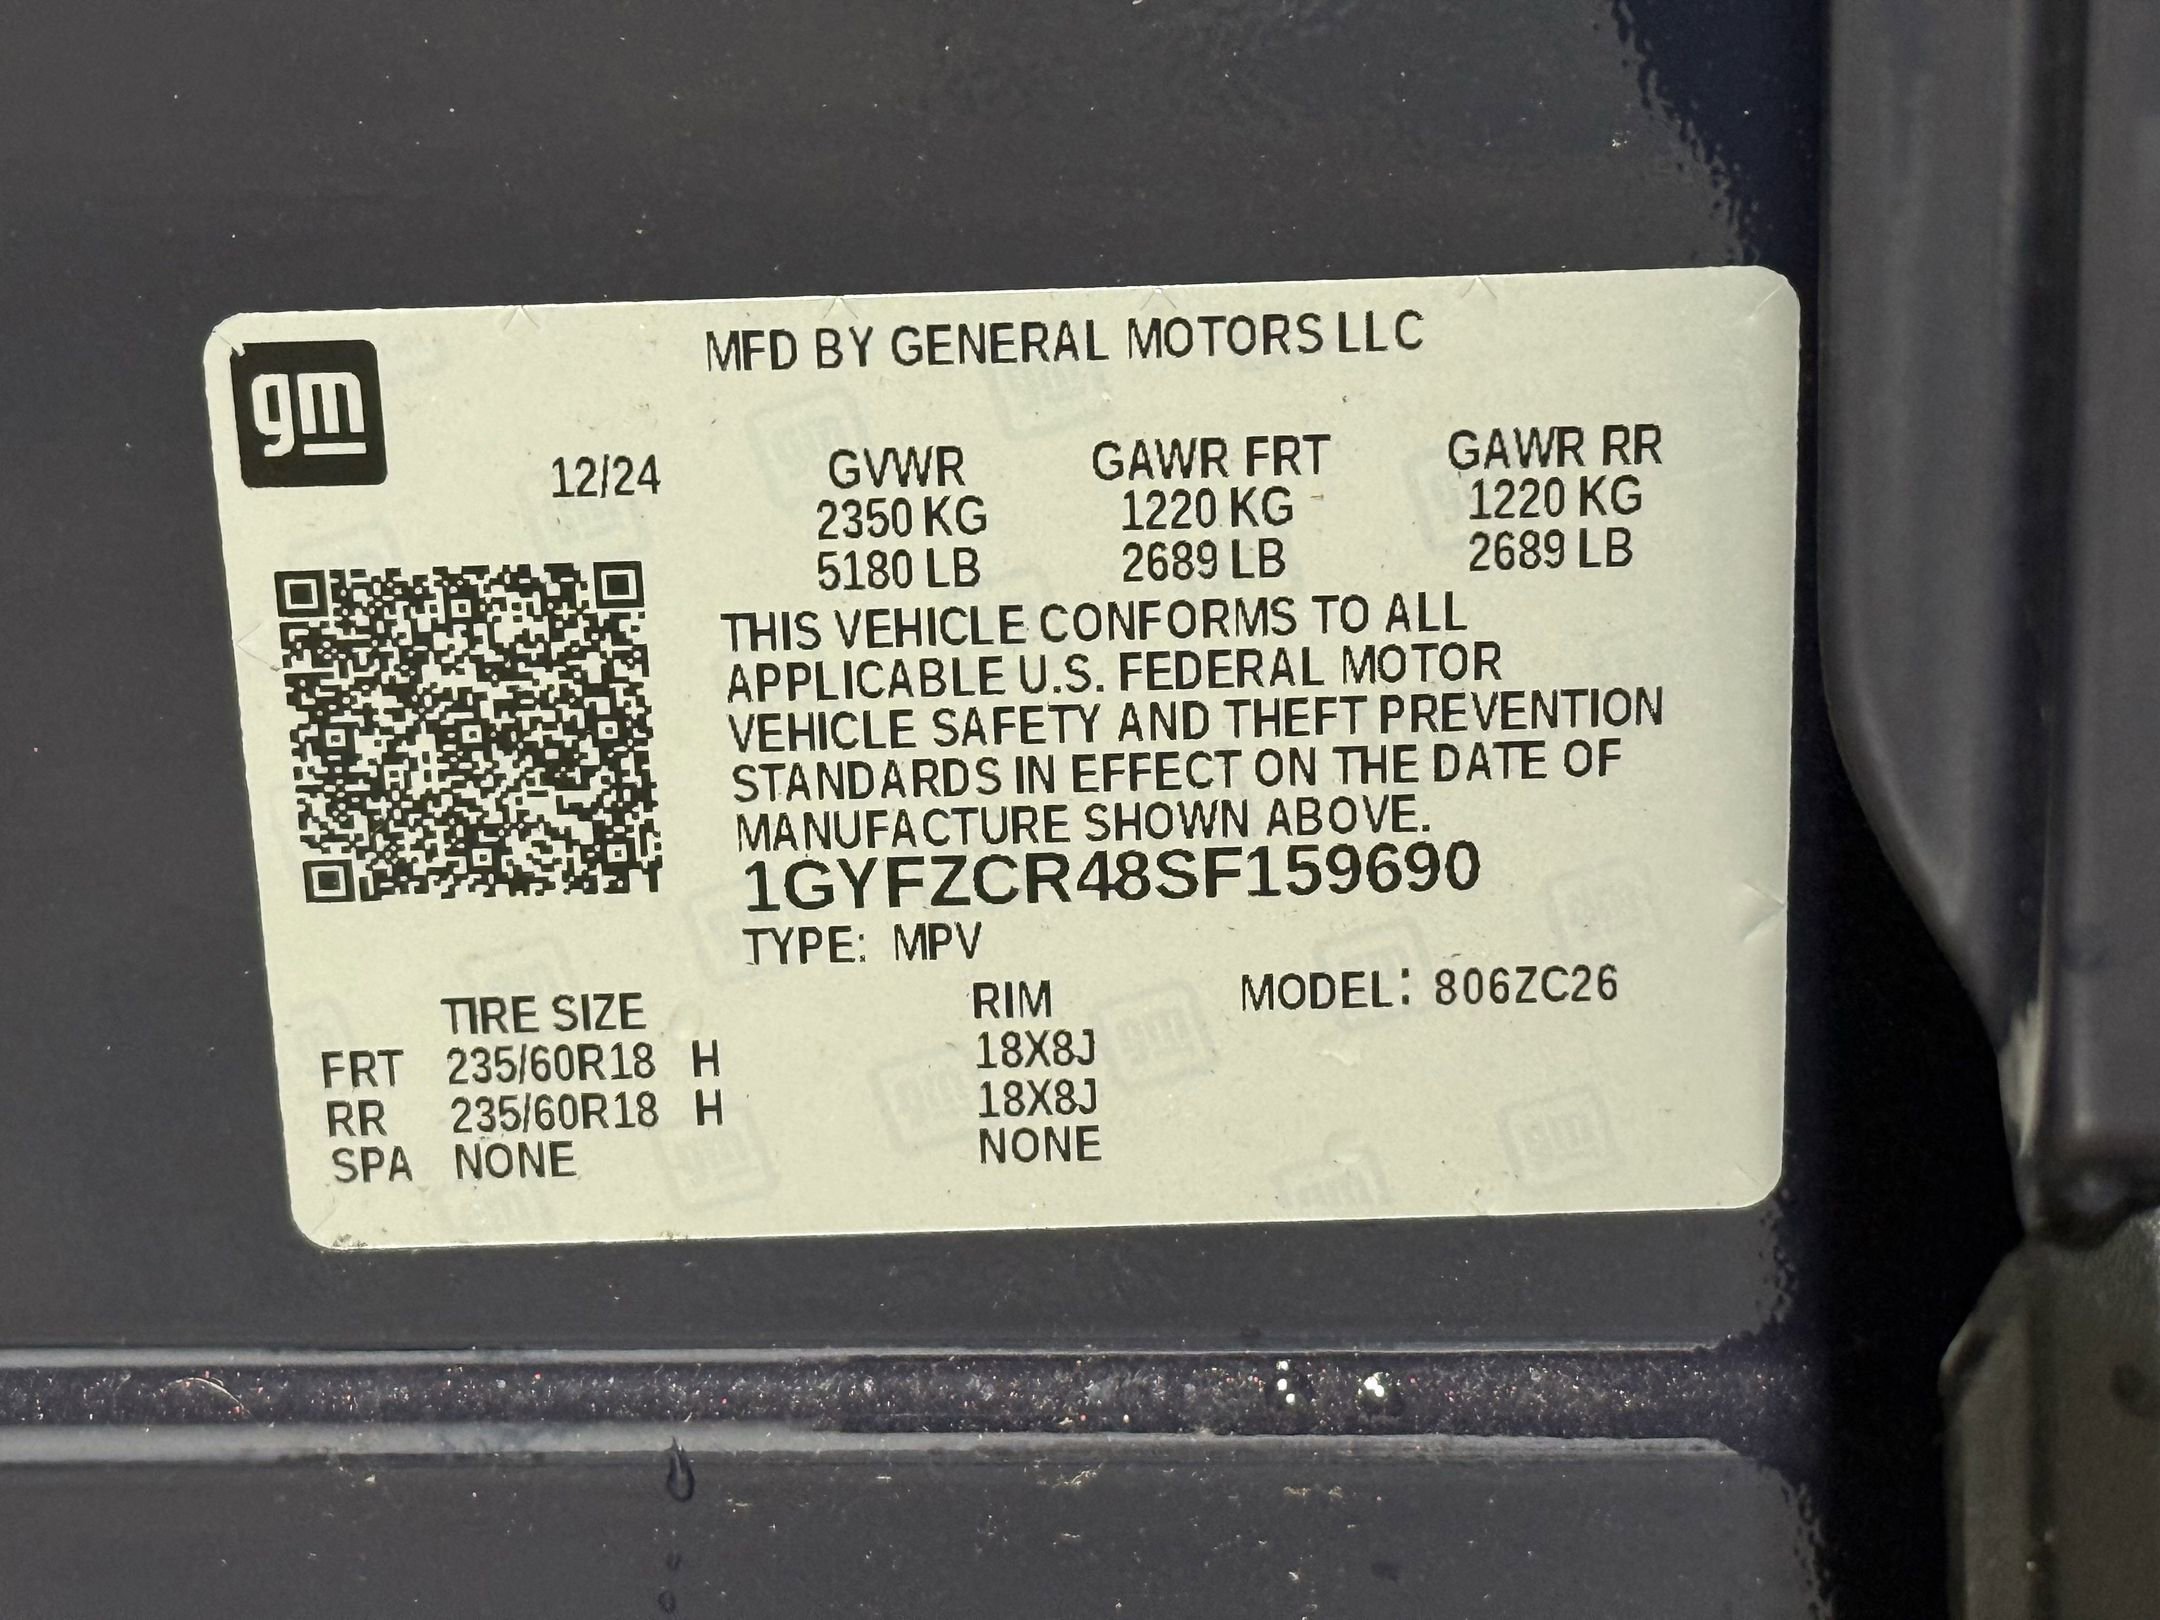 gm
MFD BY GENERAL MOTORS LLC
12/24 GVWR GAWR FRT GAWR RR
2350 KG 1220 KG 1220 KG
5180 LB 2689 LB 2689 LB
THIS VEHICLE CONFORMS TO ALL
APPLICABLE U.S. FEDERAL MOTOR
VEHICLE SAFETY AND THEFT PREVENTION
STANDARDS IN EFFECT ON THE DATE OF
MANUFACTURE SHOWN ABOVE.
1GYFZCR48SF159690
TYPE: MPV
TIRE SIZE RIM MODEL: 806ZC26
FRT 235/60R18 H 18X8J
RR 235/60R18 H 18X8J
SPA NONE NONE